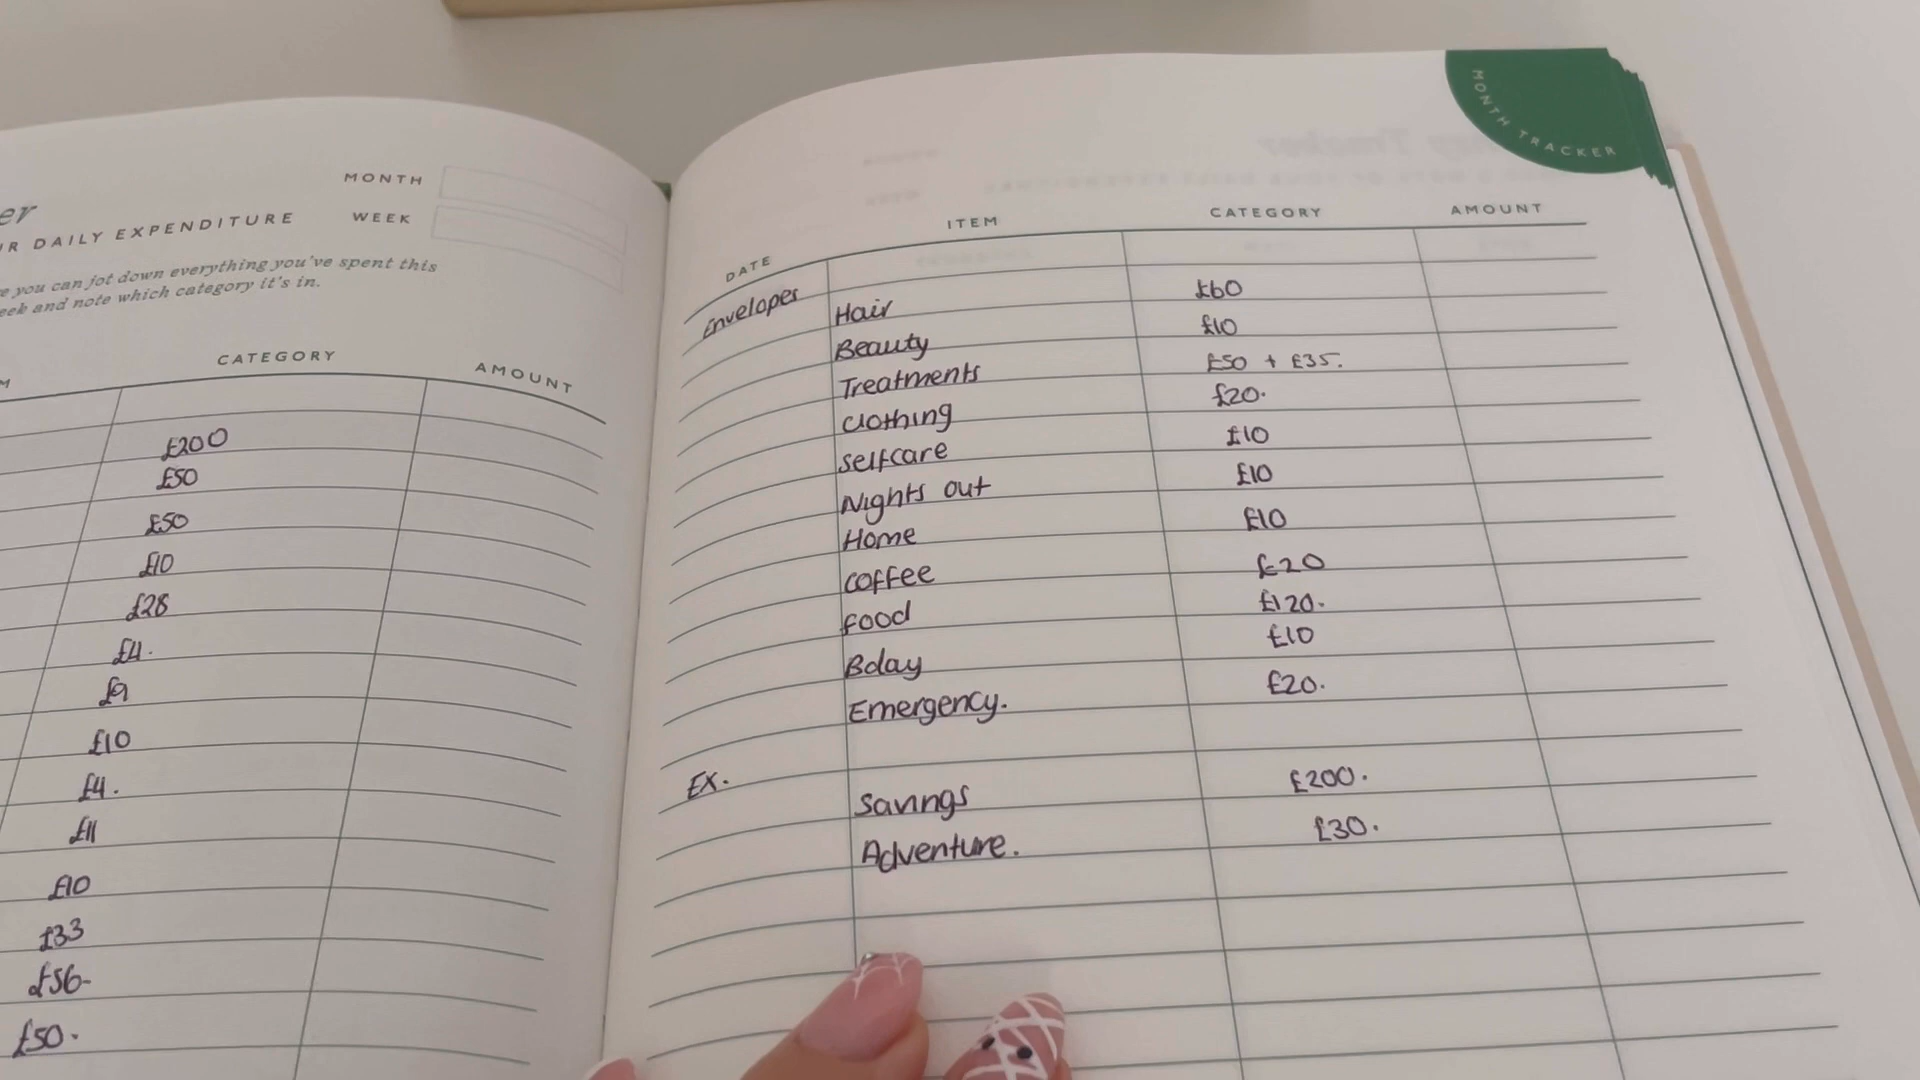 er
MONTH
R DAILY EXPENDITURE
WEEK
e you can jot down everything you've spent this
eek and note which category it's in.
M CATEGORY AMOUNT
£200
£50
£50
£10
£28
£4.
£9
£10
£4.
£11
£10
£33
£56-
£50.
MONTH TRACKER
DATE ITEM CATEGORY AMOUNT
Envelopes Hair £60
Beauty £10
Treatments £50 + £35.
Clothing £20.
Selfcare £10
Nights out £10
Home £10
Coffee £20
Food £120.
Bday £10
Emergency. £20.
EX. Savings £200.
Adventure. £30.